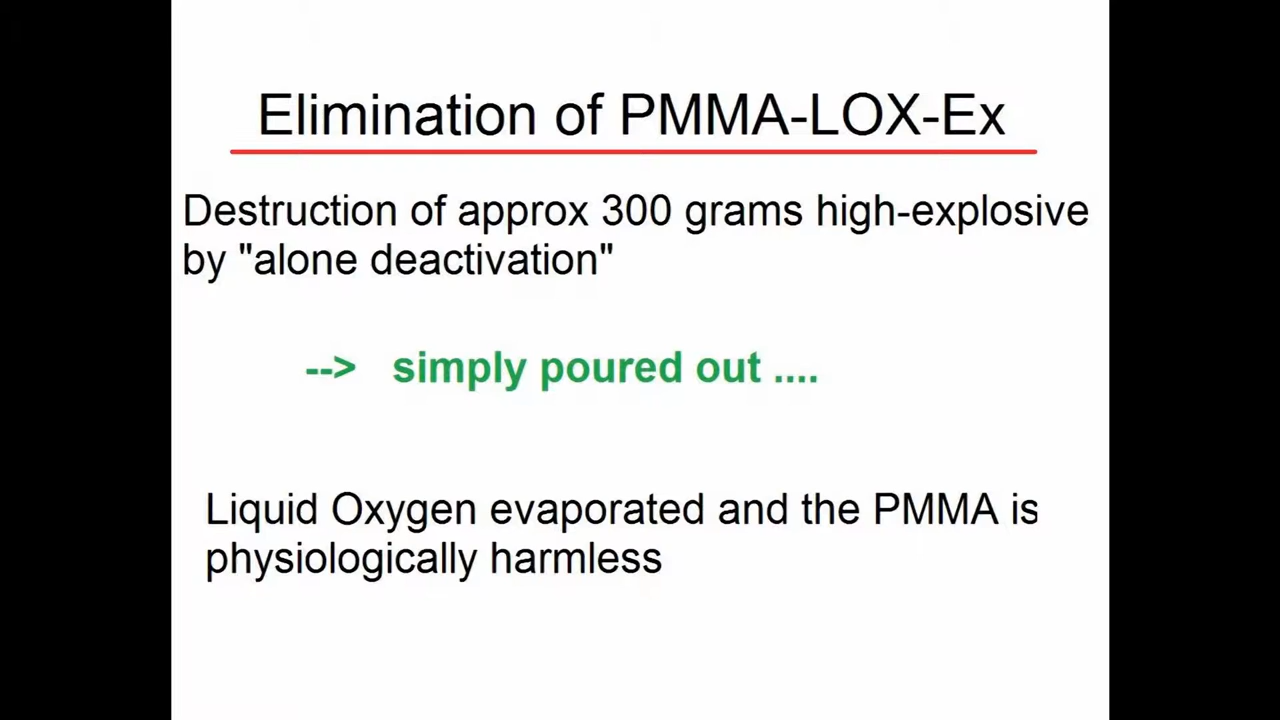 Elimination of PMMA-LOX-Ex
Destruction of approx 300 grams high-explosive
by "alone deactivation"
--> simply poured out ....
Liquid Oxygen evaporated and the PMMA is
physiologically harmless